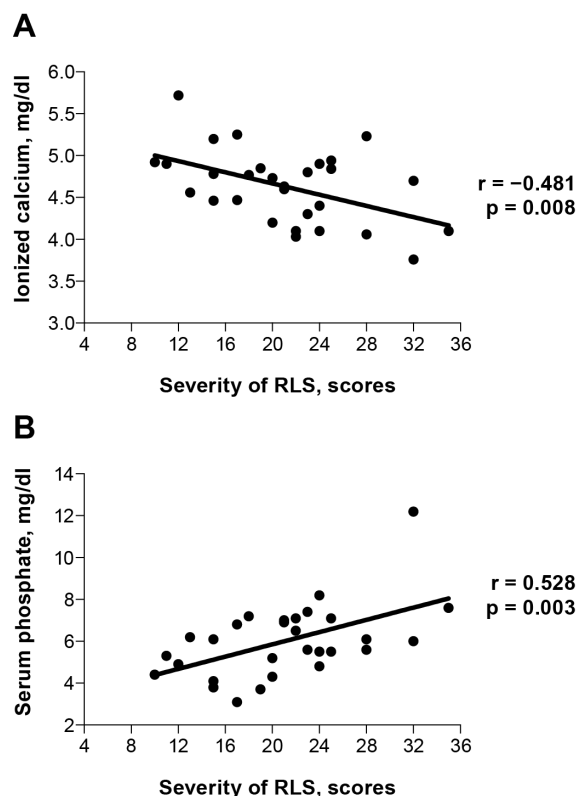 A
Ionized calcium, mg/dl
6.0
5.5
5.0
4.5
4.0
3.5
3.0
4 8 12 16 20 24 28 32 36
Severity of RLS, scores
r = −0.481
p = 0.008
B
Serum phosphate, mg/dl
14
12
10
8
6
4
2
4 8 12 16 20 24 28 32 36
Severity of RLS, scores
r = 0.528
p = 0.003